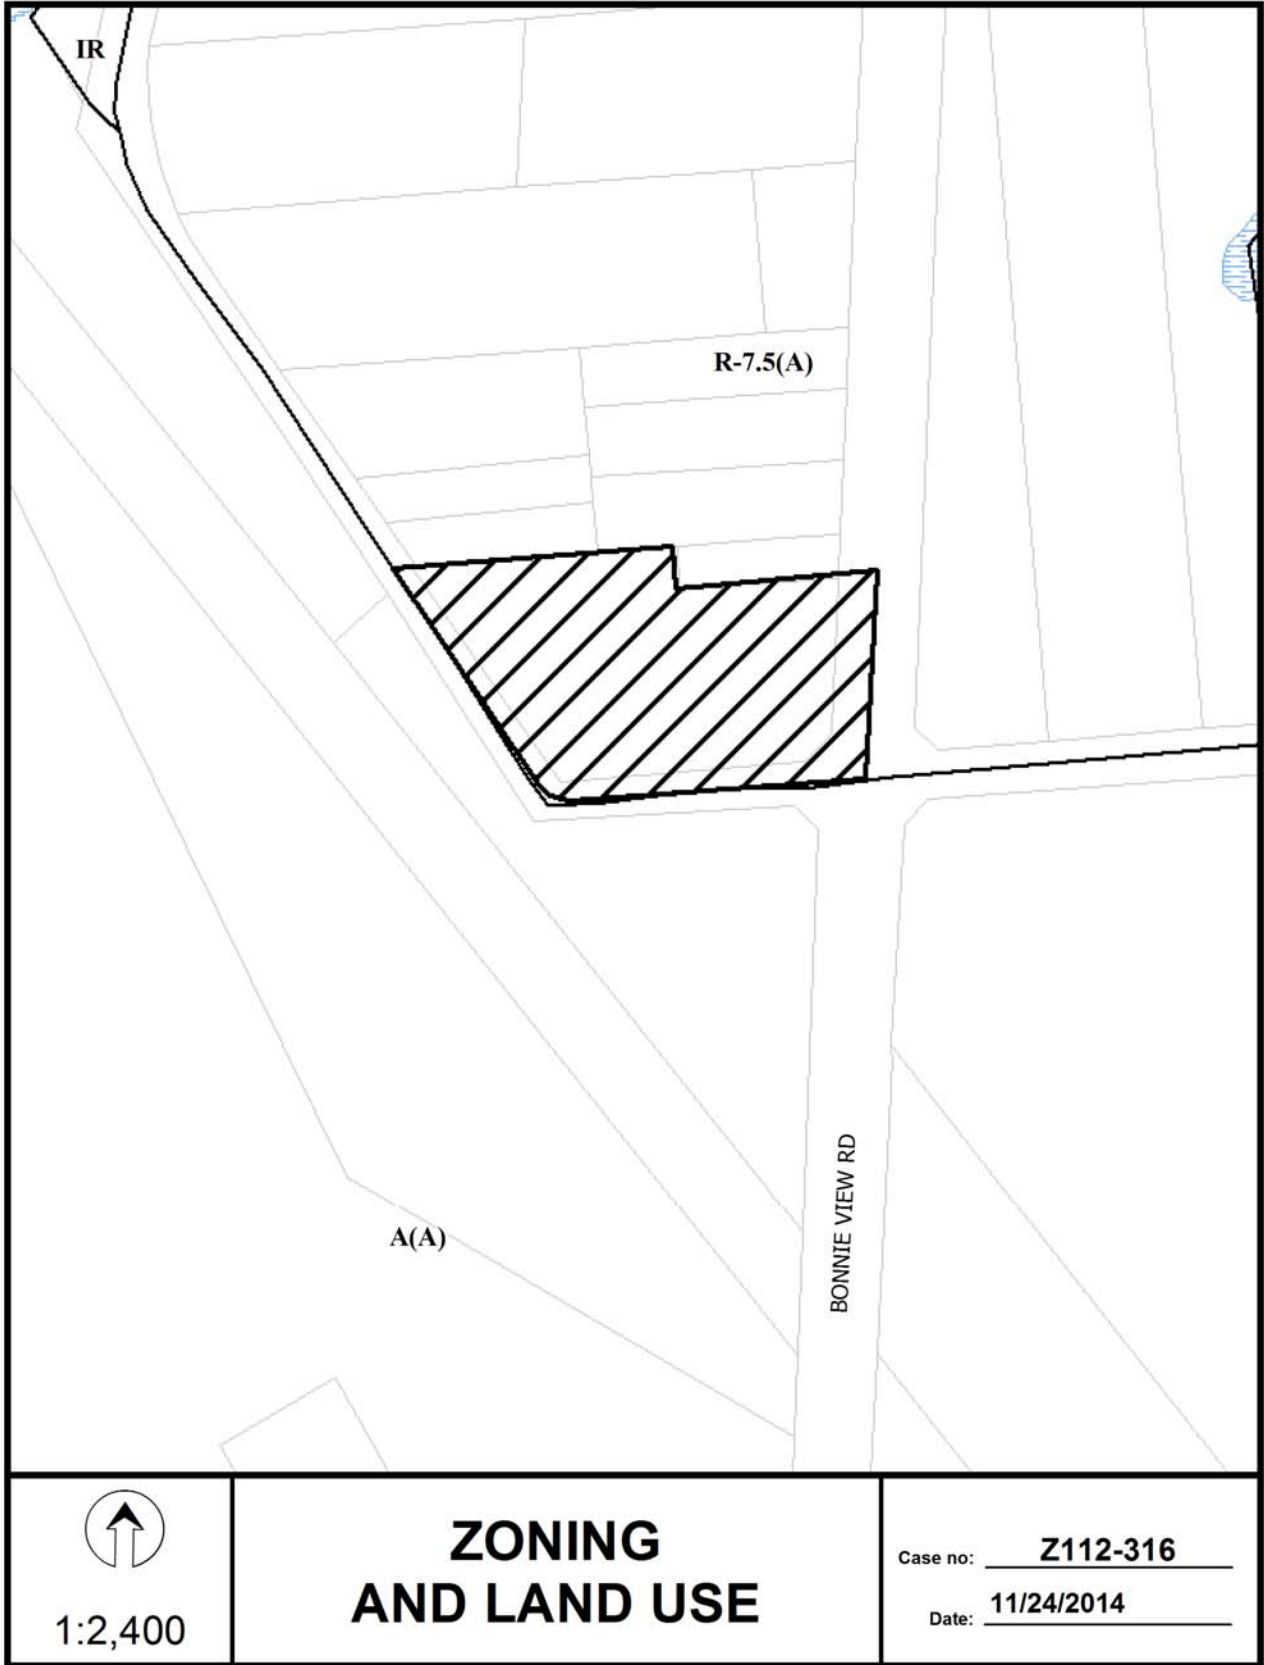 IR
R-7.5(A)
A(A)
BONNIE VIEW RD
1:2,400
ZONING
AND LAND USE
Case no: Z112-316
Date: 11/24/2014